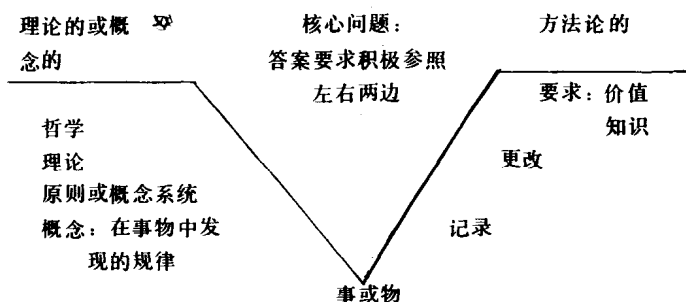 理论的或概
念的
核心问题：
答案要求积极参照
左右两边
方法论的
哲学
理论
原则或概念系统
概念：在事物中发
现的规律
要求：价值
知识
更改
记录
事或物